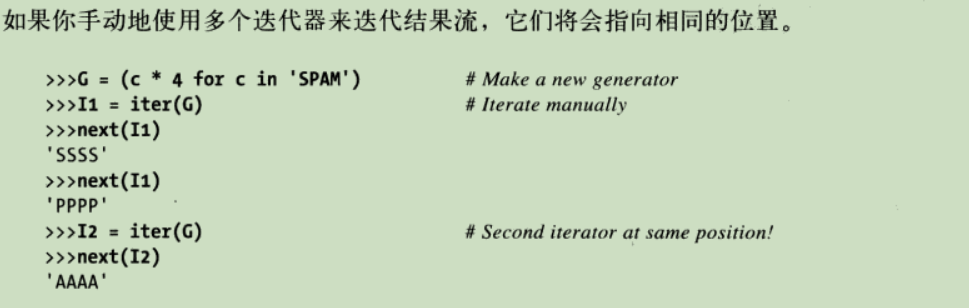 如果你手动地使用多个迭代器来迭代结果流，它们将会指向相同的位置。
>>>G = (c * 4 for c in 'SPAM') # Make a new generator
>>>I1 = iter(G) # Iterate manually
>>>next(I1)
'SSSS'
>>>next(I1)
'PPPP'
>>>I2 = iter(G) # Second iterator at same position!
>>>next(I2)
'AAAA'